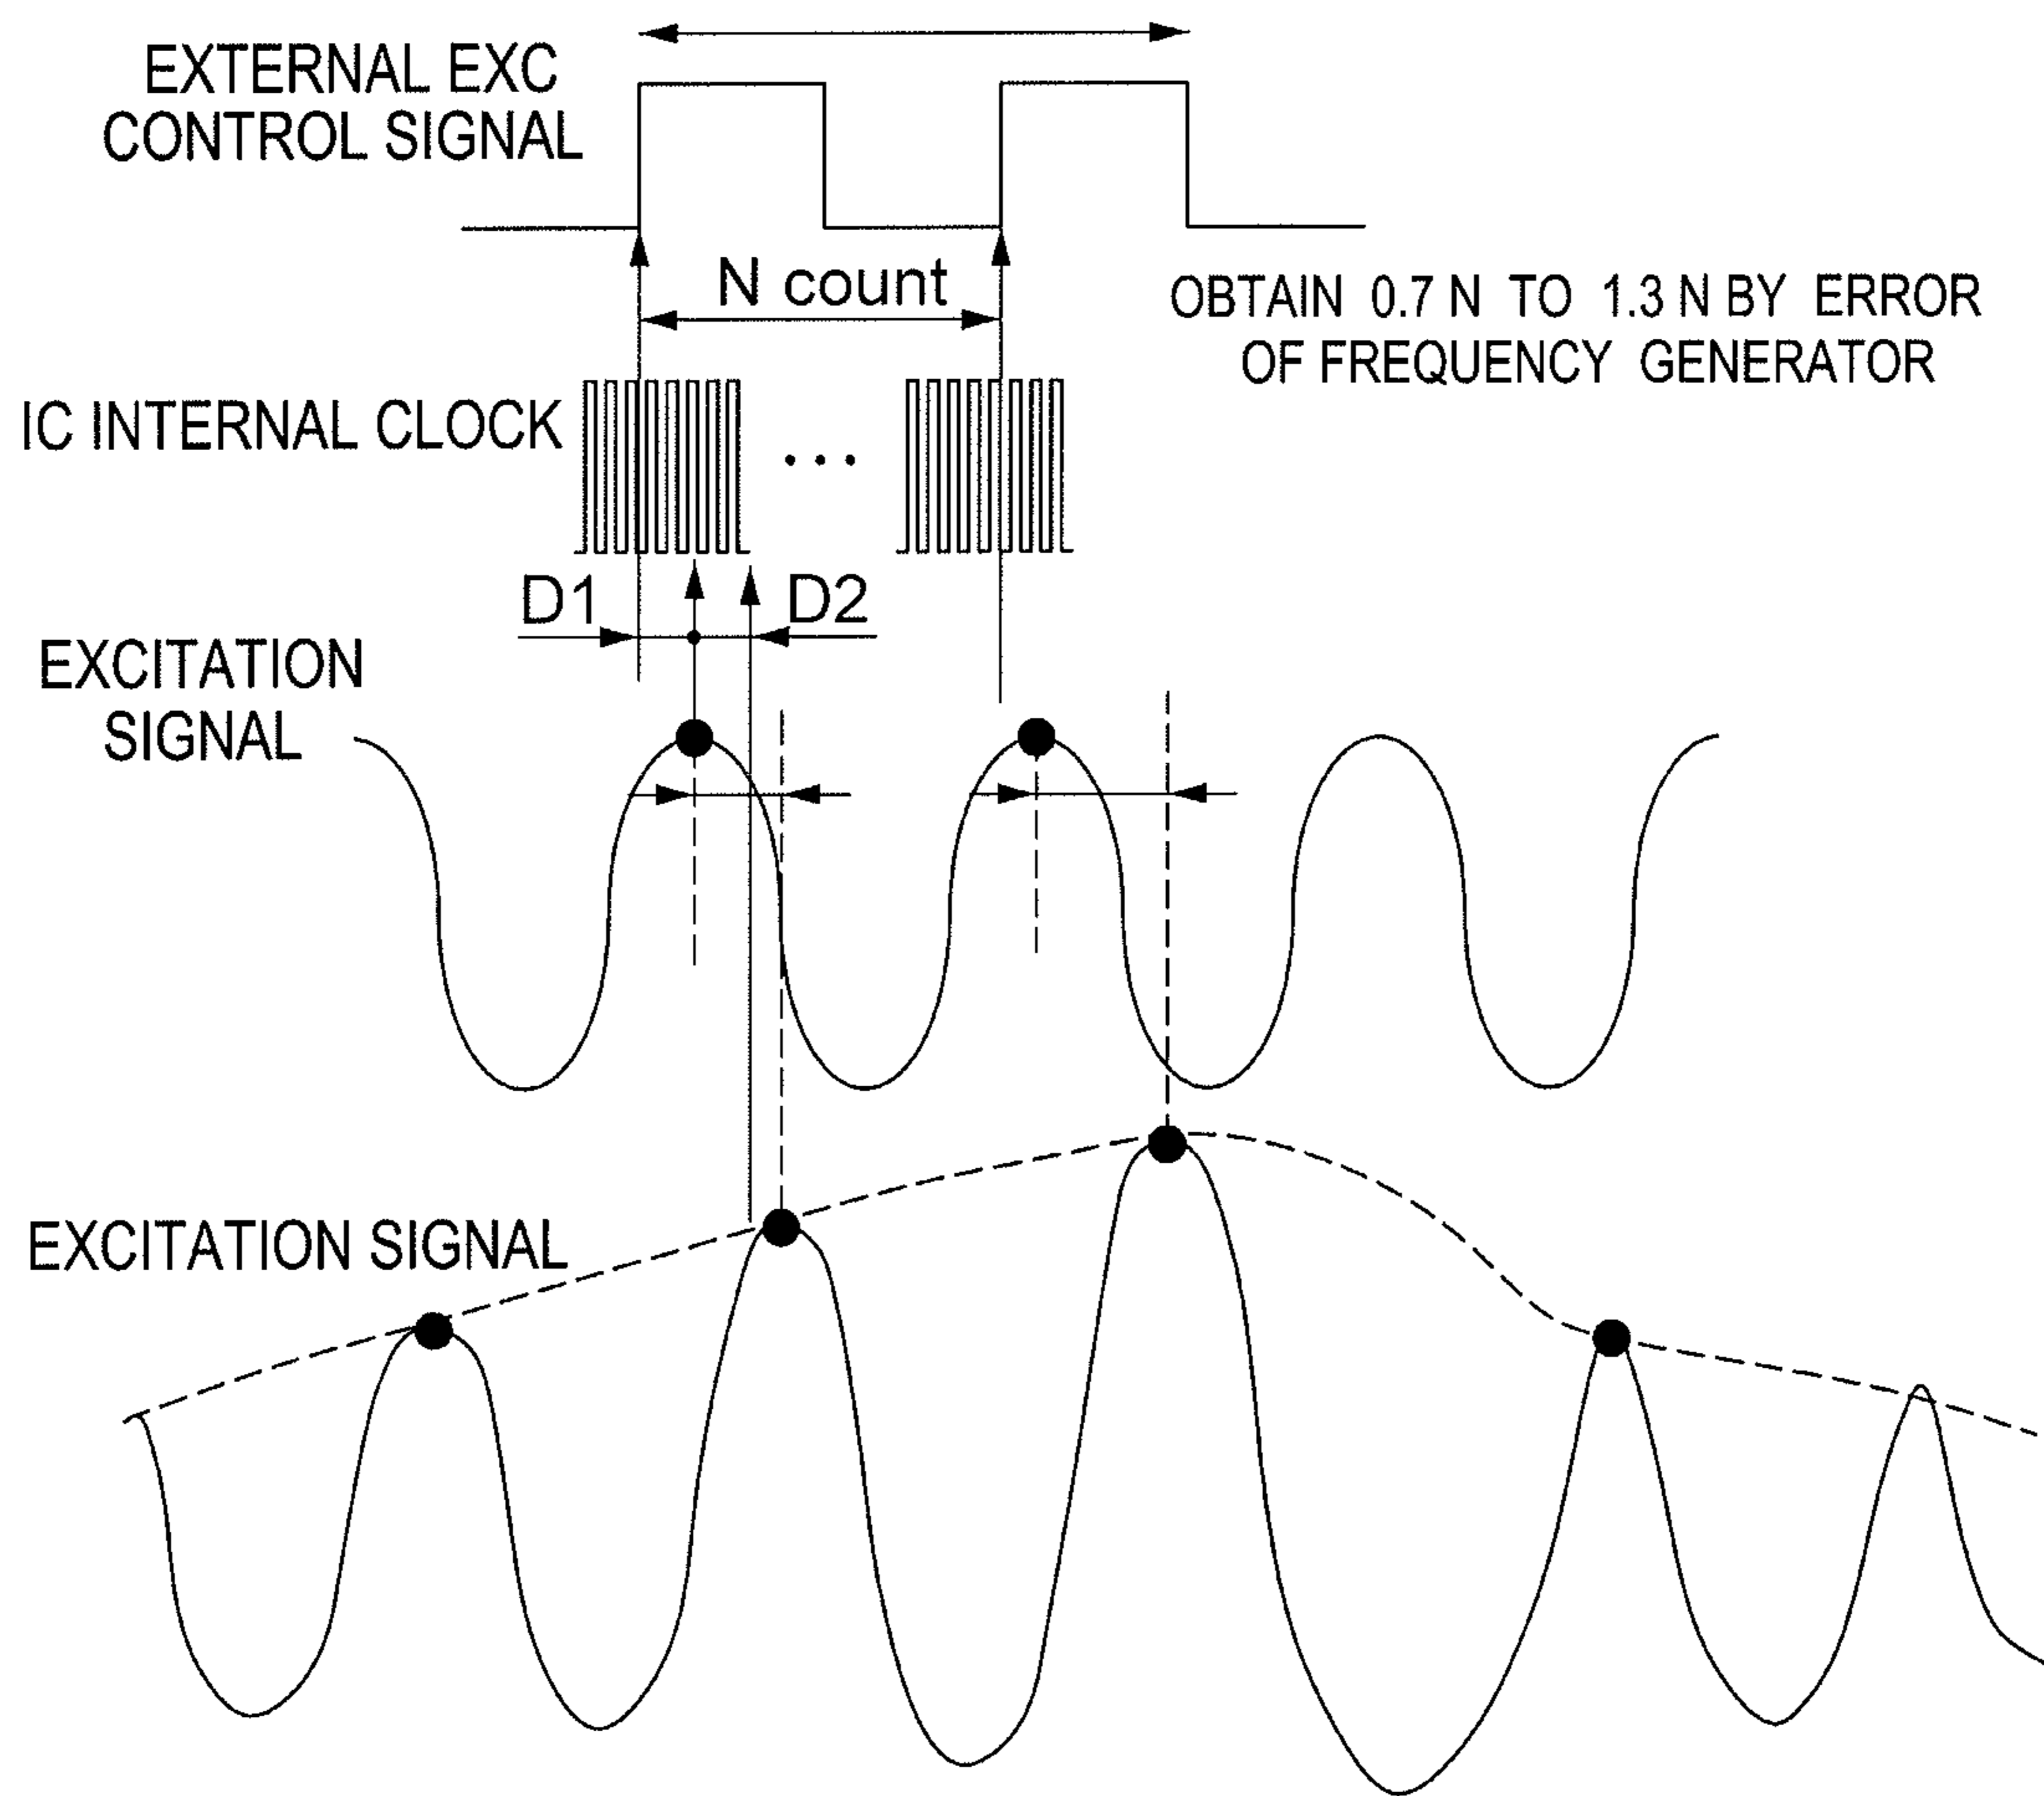 EXTERNAL EXC
CONTROL SIGNAL
N count
OBTAIN 0.7 N TO 1.3 N BY ERROR
OF FREQUENCY GENERATOR
IC INTERNAL CLOCK
D1
D2
EXCITATION
SIGNAL
EXCITATION SIGNAL